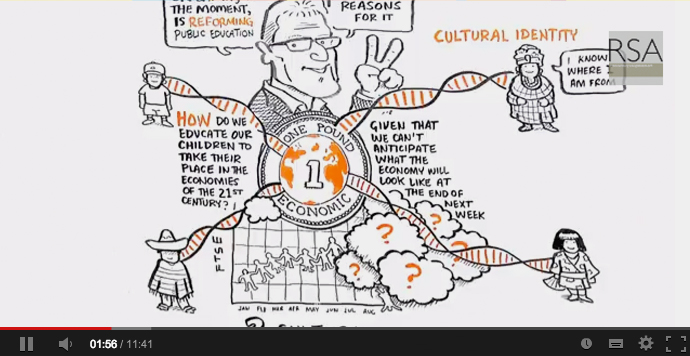 THE MOMENT,
IS REFORMING
PUBLIC EDUCATION
REASONS
FOR IT
CULTURAL IDENTITY
RSA
I KNOW
WHERE I
AM FROM
HOW DO WE
EDUCATE OUR
CHILDREN TO
TAKE THEIR
PLACE IN THE
ECONOMIES
OF THE 21ST
CENTURY?
ONE POUND
1
ECONOMIC
GIVEN THAT
WE CAN'T
ANTICIPATE
WHAT THE
ECONOMY WILL
LOOK LIKE AT
THE END OF
NEXT
WEEK
?
?
?
?
FTSE
JAN FEB MAR APR MAY JUN JUL AUG
01:56 / 11:41